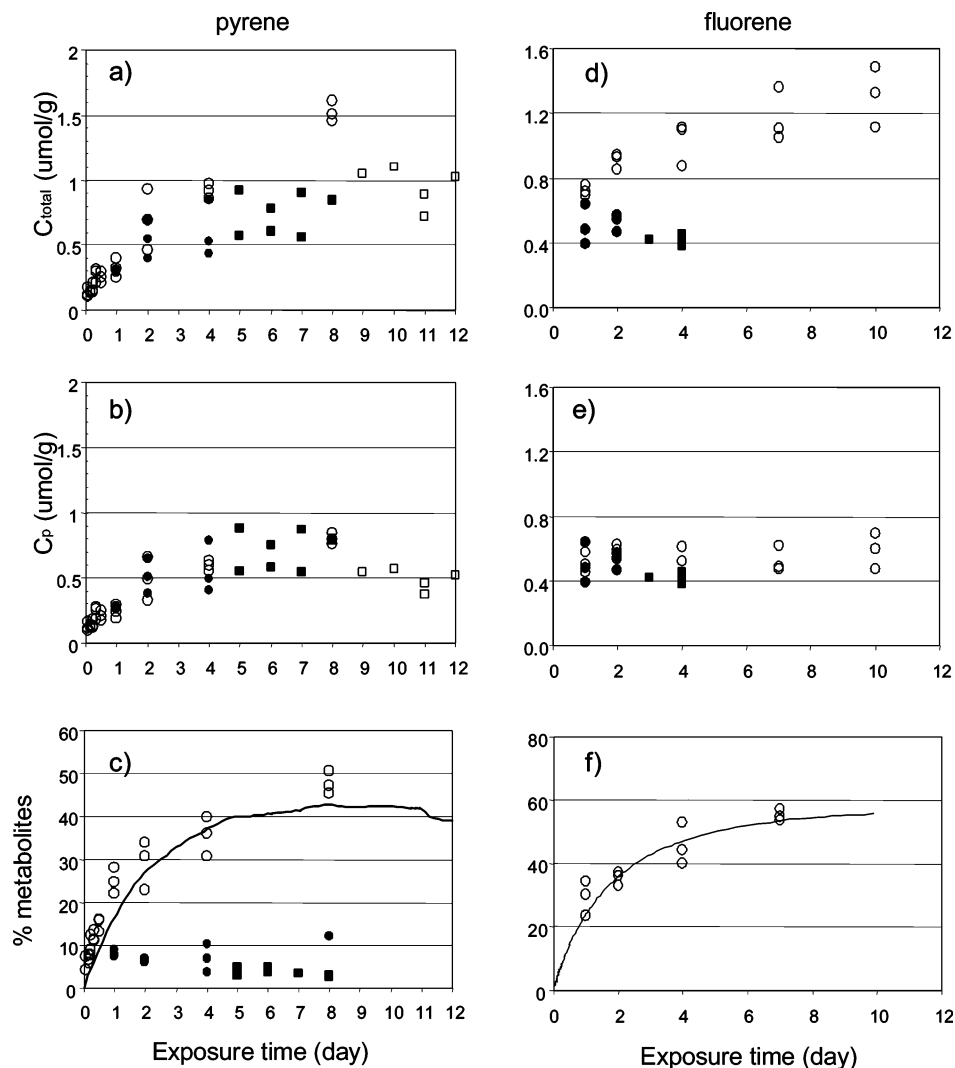 pyrene
fluorene
a)
C_total (umol/g)
2
1.5
1
0.5
0
0 1 2 3 4 5 6 7 8 9 10 11 12
d)
1.6
1.2
0.8
0.4
0.0
0 2 4 6 8 10 12
b)
C_p (umol/g)
2
1.5
1
0.5
0
0 1 2 3 4 5 6 7 8 9 10 11 12
e)
1.6
1.2
0.8
0.4
0.0
0 2 4 6 8 10 12
c)
% metabolites
60
50
40
30
20
10
0
0 1 2 3 4 5 6 7 8 9 10 11 12
Exposure time (day)
f)
80
60
40
20
0
0 2 4 6 8 10 12
Exposure time (day)